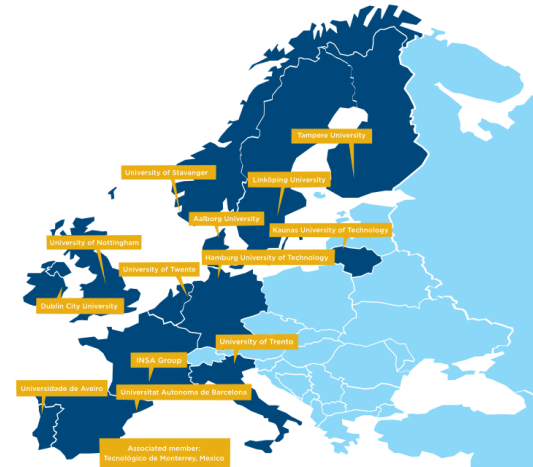 Tampere University
University of Stavanger
Linköping University
Aalborg University
Kaunas University of Technology
University of Nottingham
Hamburg University of Technology
University of Twente
Dublin City University
University of Trento
INSA Group
Universidade de Aveiro
Universitat Autonoma de Barcelona
Associated member:
Tecnológico de Monterrey, Mexico